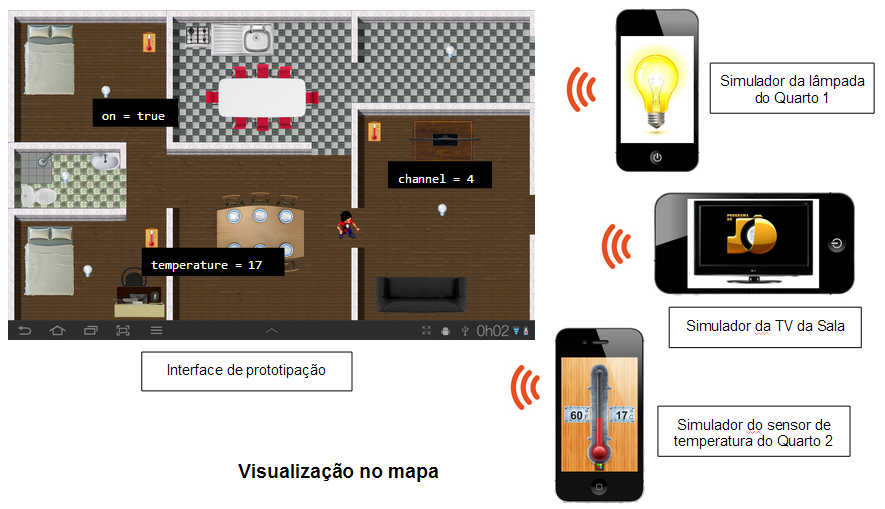 on = true
channel = 4
temperature = 17
0h02
Interface de prototipação
Visualização no mapa
Simulador da lâmpada
do Quarto 1
PROGRAMA
DO
Simulador da TV da Sala
60
17
Simulador do sensor de
temperatura do Quarto 2